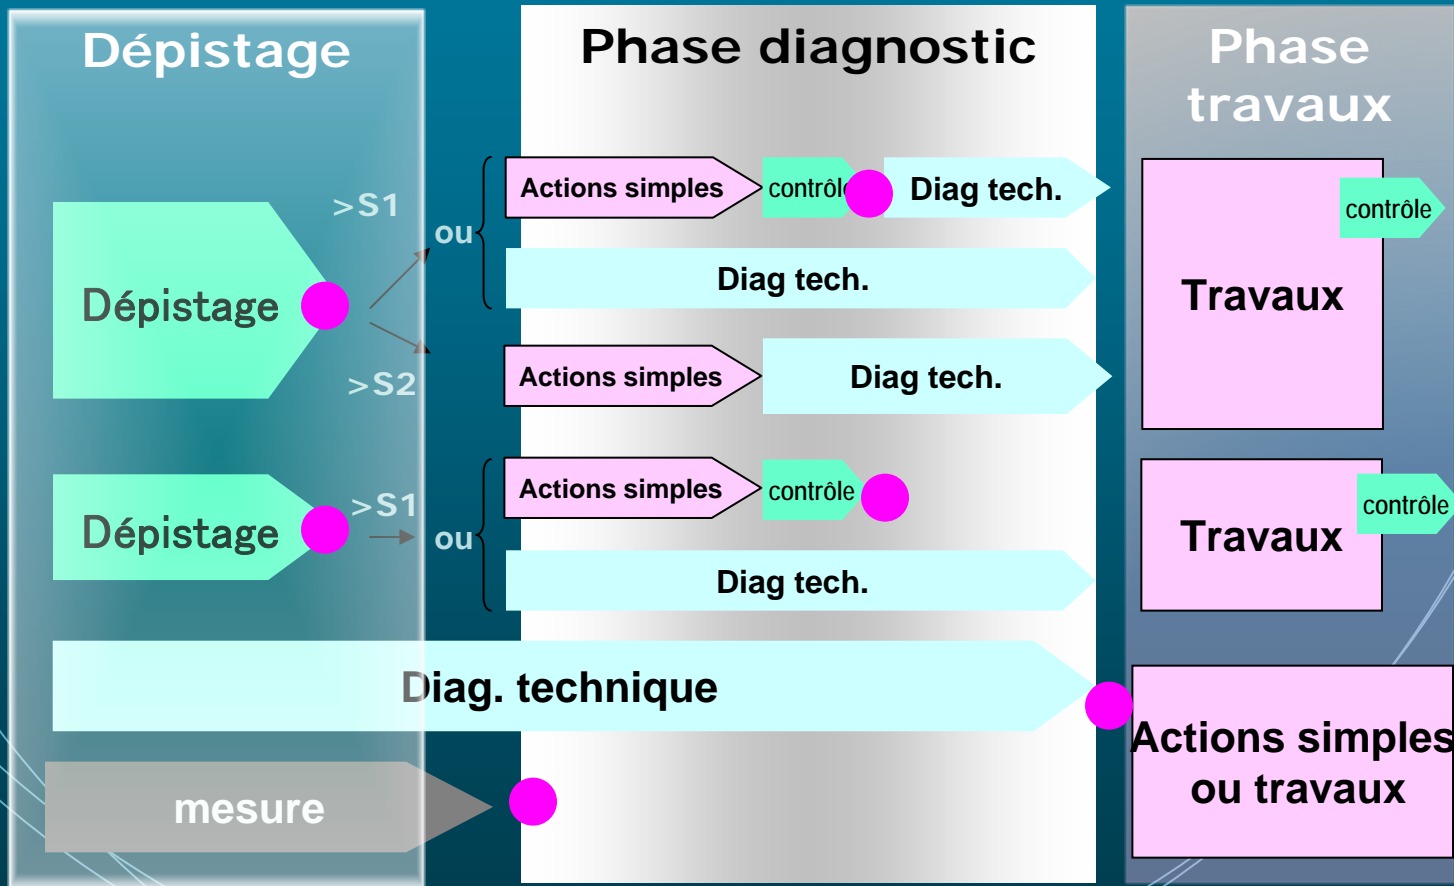 Dépistage
Phase diagnostic
Phase
travaux
>S1
ou
Actions simples
contrôle
Diag tech.
contrôle
Dépistage
Diag tech.
Travaux
>S2
Actions simples
Diag tech.
Dépistage
>S1
ou
Actions simples
contrôle
contrôle
Travaux
Diag tech.
Diag. technique
Actions simples
ou travaux
mesure